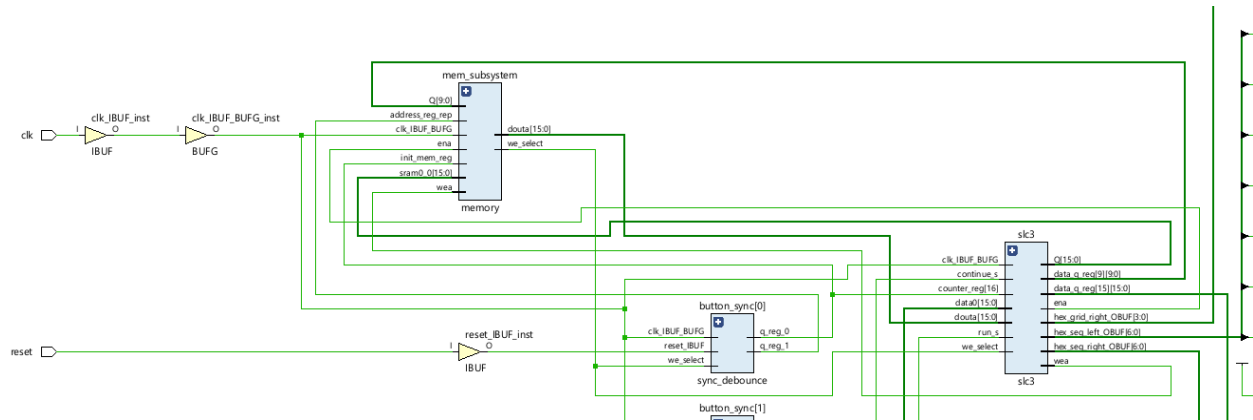 mem_subsystem
Q[9:0]
address_reg_rep
clk_IBUF_BUFG
ena
init_mem_reg
sram0_0[15:0]
wea
douta[15:0]
we_select
memory
clk
I
clk_IBUF_inst
O
IBUF
I
clk_IBUF_BUFG_inst
O
BUFG
slc3
clk_IBUF_BUFG
continue_s
counter_reg[16]
data0[15:0]
douta[15:0]
run_s
we_select
Q[15:0]
data_q_reg[9][9:0]
data_q_reg[15][15:0]
ena
hex_grid_right_OBUF[3:0]
hex_seg_left_OBUF[6:0]
hex_seg_right_OBUF[6:0]
wea
slc3
button_sync[0]
clk_IBUF_BUFG
reset_IBUF
we_select
q_reg_0
q_reg_1
sync_debounce
reset
I
reset_IBUF_inst
O
IBUF
button_sync[1]